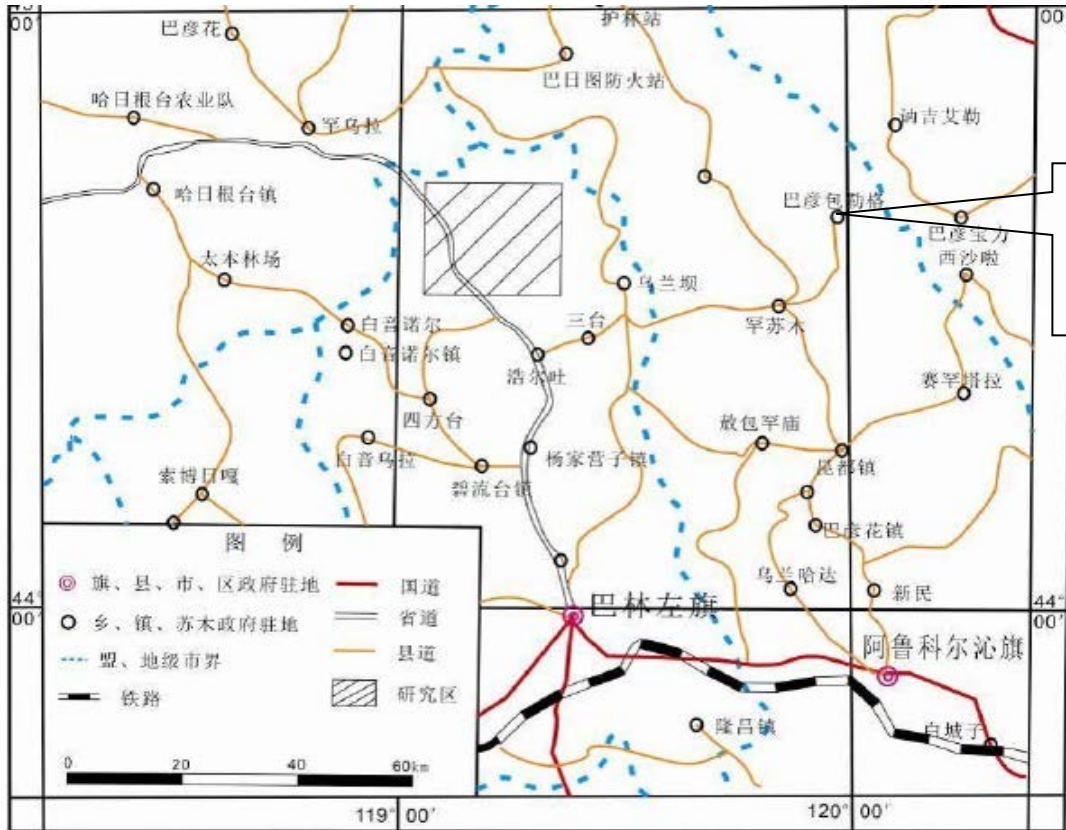 45°
00′
00′
护林站
巴彦花
巴日图防火站
哈日根台农业队
罕乌拉
讷吉艾勒
哈日根台镇
巴彦包勒格
巴彦宝力
西沙啦
太本林场
乌兰坝
罕苏木
三台
白音诺尔
白音诺尔镇
浩尔吐
赛罕塔拉
四方台
敖包罕庙
白音乌拉
杨家营子镇
昆都镇
碧流台镇
索博日嘎
巴彦花镇
乌兰哈达
新民
图 例
旗、县、市、区政府驻地
国道
乡、镇、苏木政府驻地
省道
盟、地级市界
县道
铁路
研究区
0 20 40 60km
44°
00′
44°
00′
巴林左旗
阿鲁科尔沁旗
隆昌镇
白城子
119° 00′
120° 00′